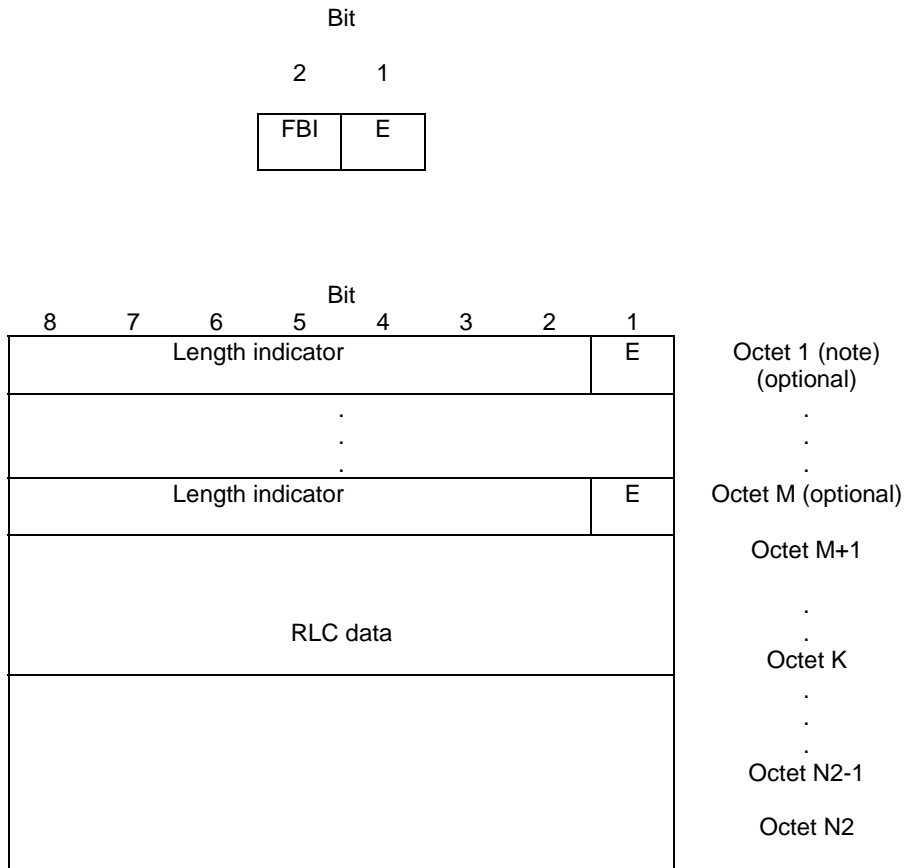 Bit
2 1
FBI E
Bit
8 7 6 5 4 3 2 1
Length indicator E Octet 1 (note)
(optional)
. .
. .
. .
Length indicator E Octet M (optional)
Octet M+1
.
RLC data .
Octet K
.
.
.
Octet N2-1
Octet N2